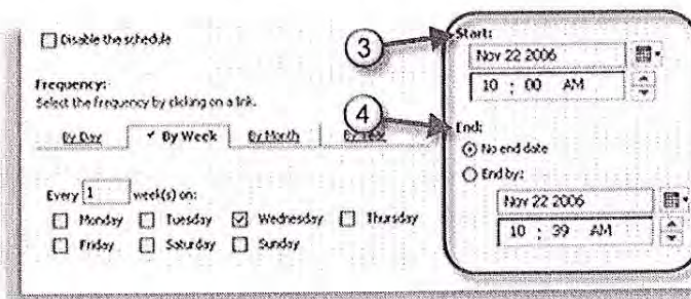 Disable the schedule
Frequency:
Select the frequency by clicking on a link.
By Day
By Week
By Month
By Year
Every 1 week(s) on:
Monday Tuesday Wednesday Thursday
Friday Saturday Sunday
3
Start:
Nov 22 2006
10 : 00 AM
4
End:
No end date
End by:
Nov 22 2006
10 : 39 AM